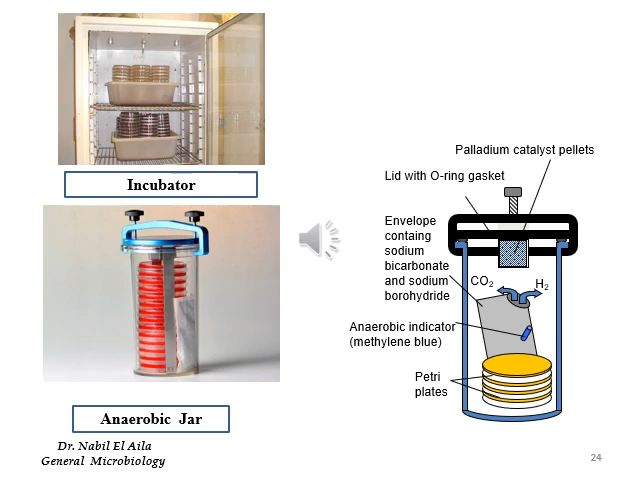 Incubator
Anaerobic Jar
Dr. Nabil El Aila
General Microbiology
Palladium catalyst pellets
Lid with O-ring gasket
Envelope
containg
sodium
bicarbonate
and sodium
borohydride
CO2
H2
Anaerobic indicator
(methylene blue)
Petri
plates
24